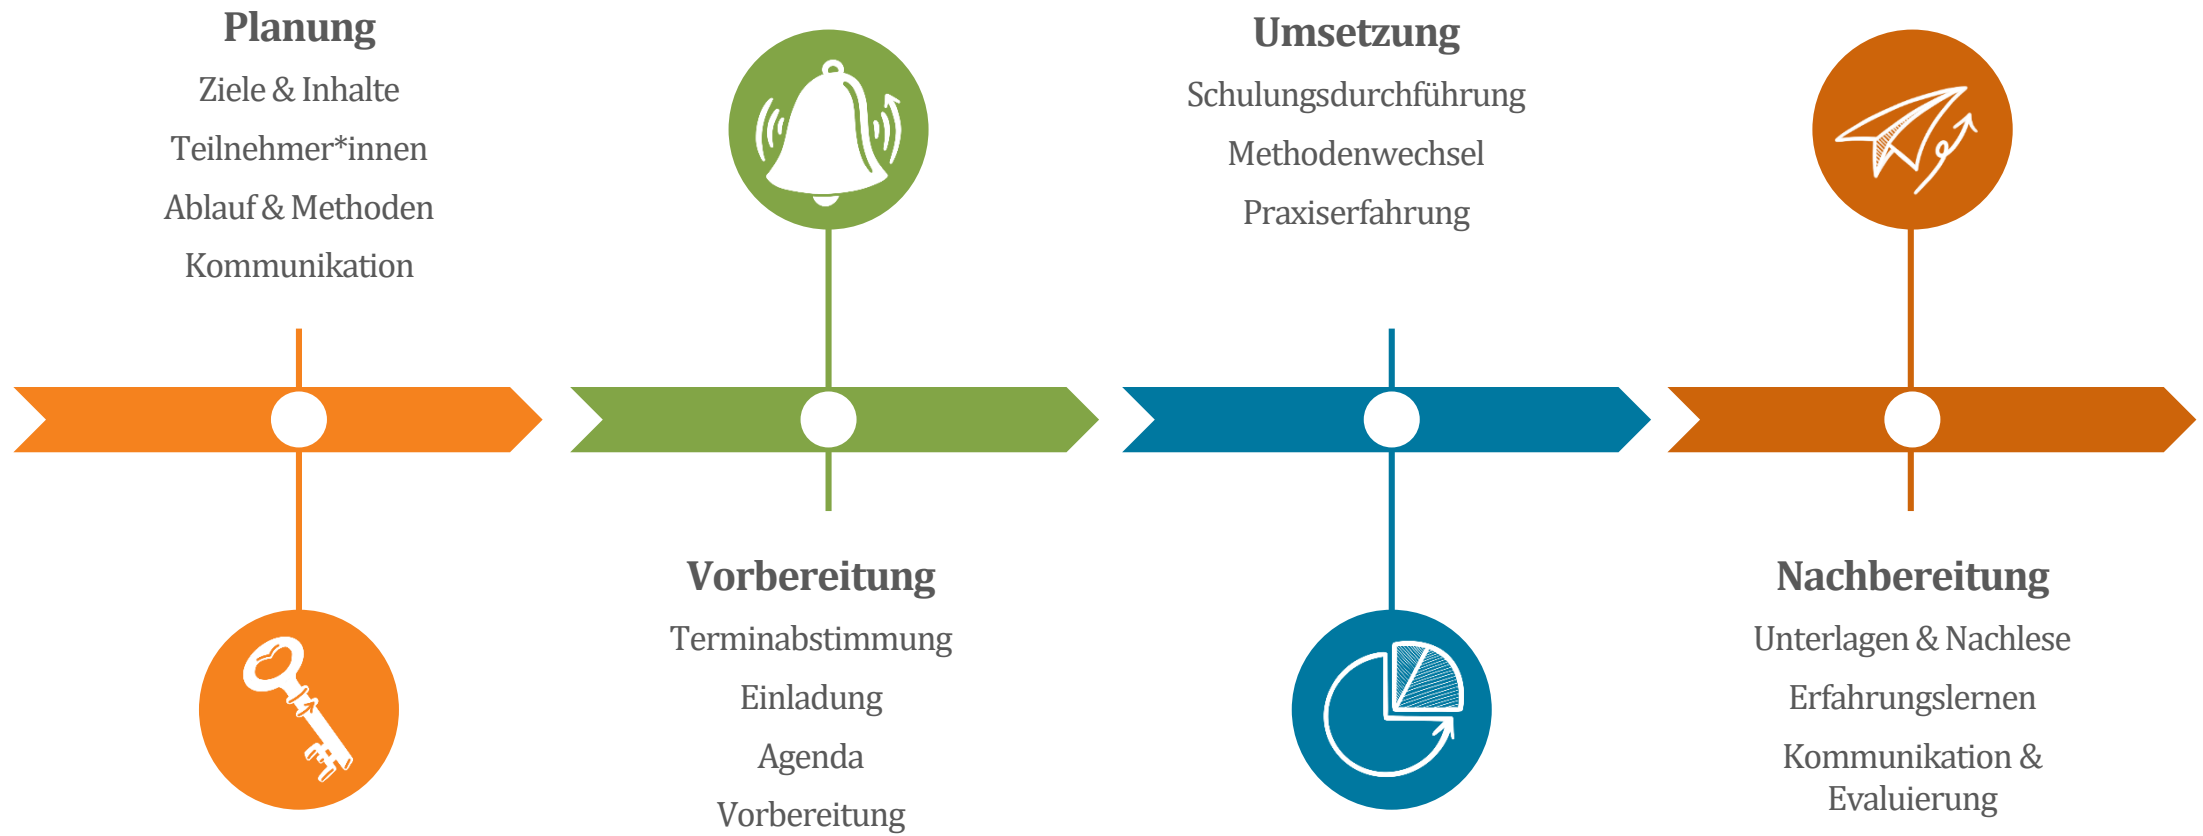 Planung
Ziele & Inhalte
Teilnehmer*innen
Ablauf & Methoden
Kommunikation
Vorbereitung
Terminabstimmung
Einladung
Agenda
Vorbereitung
Umsetzung
Schulungsdurchführung
Methodenwechsel
Praxiserfahrung
Nachbereitung
Unterlagen & Nachlese
Erfahrungslernen
Kommunikation &
Evaluierung